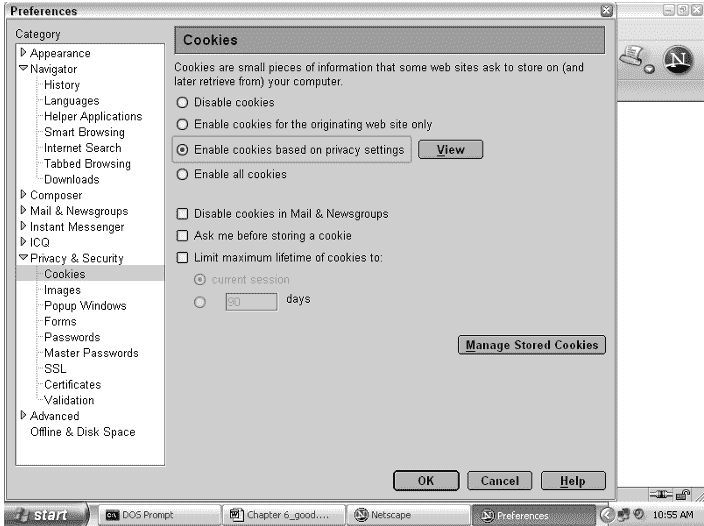 Preferences
Category
Appearance
Navigator
History
Languages
Helper Applications
Smart Browsing
Internet Search
Tabbed Browsing
Downloads
Composer
Mail & Newsgroups
Instant Messenger
ICQ
Privacy & Security
Cookies
Images
Popup Windows
Forms
Passwords
Master Passwords
SSL
Certificates
Validation
Advanced
Offline & Disk Space
Cookies
Cookies are small pieces of information that some web sites ask to store on (and
later retrieve from) your computer.
Disable cookies
Enable cookies for the originating web site only
Enable cookies based on privacy settings View
Enable all cookies
Disable cookies in Mail & Newsgroups
Ask me before storing a cookie
Limit maximum lifetime of cookies to:
current session
90 days
Manage Stored Cookies
OK Cancel Help
N
start DOS Prompt Chapter 6_good.... Netscape Preferences 10:55 AM